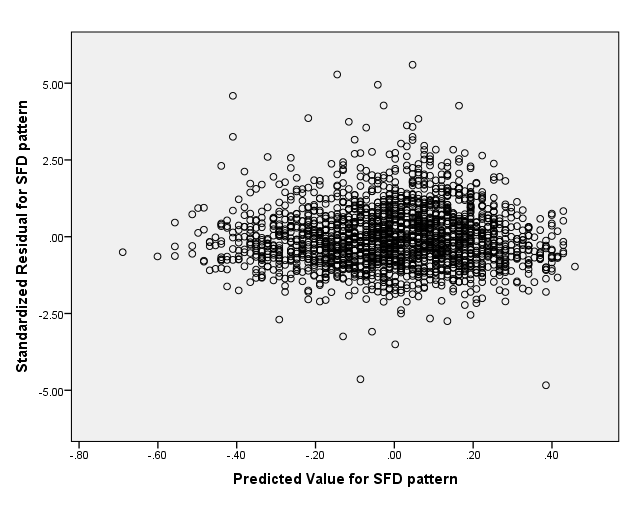 Standardized Residual for SFD pattern
5.00
2.50
.00
-2.50
-5.00
-.80 -.60 -.40 -.20 .00 .20 .40
Predicted Value for SFD pattern